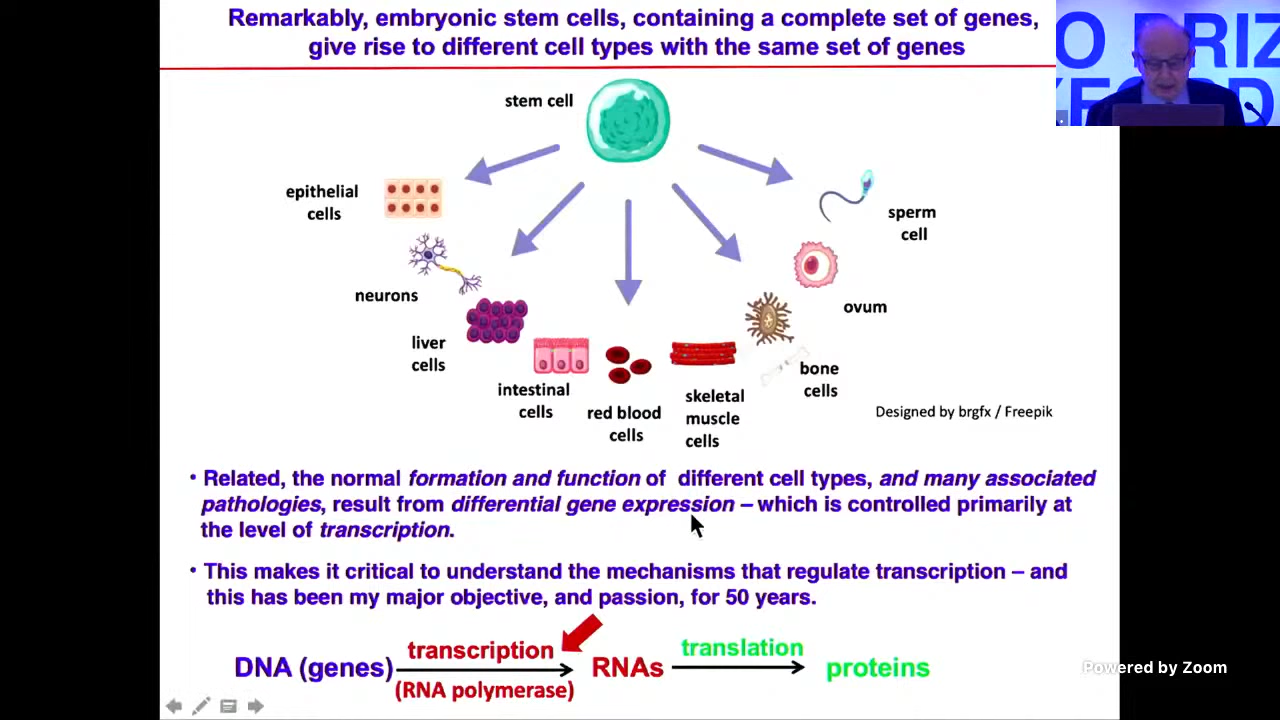 Remarkably, embryonic stem cells, containing a complete set of genes,
give rise to different cell types with the same set of genes
O PRIZ
XFORD
stem cell
epithelial
cells
sperm
cell
neurons
ovum
liver
cells
bone
cells
intestinal
cells
red blood
cells
skeletal
muscle
cells
Designed by brgfx / Freepik
• Related, the normal formation and function of different cell types, and many associated
pathologies, result from differential gene expression – which is controlled primarily at
the level of transcription.
• This makes it critical to understand the mechanisms that regulate transcription – and
this has been my major objective, and passion, for 50 years.
DNA (genes) transcription RNAs translation proteins
(RNA polymerase)
Powered by Zoom